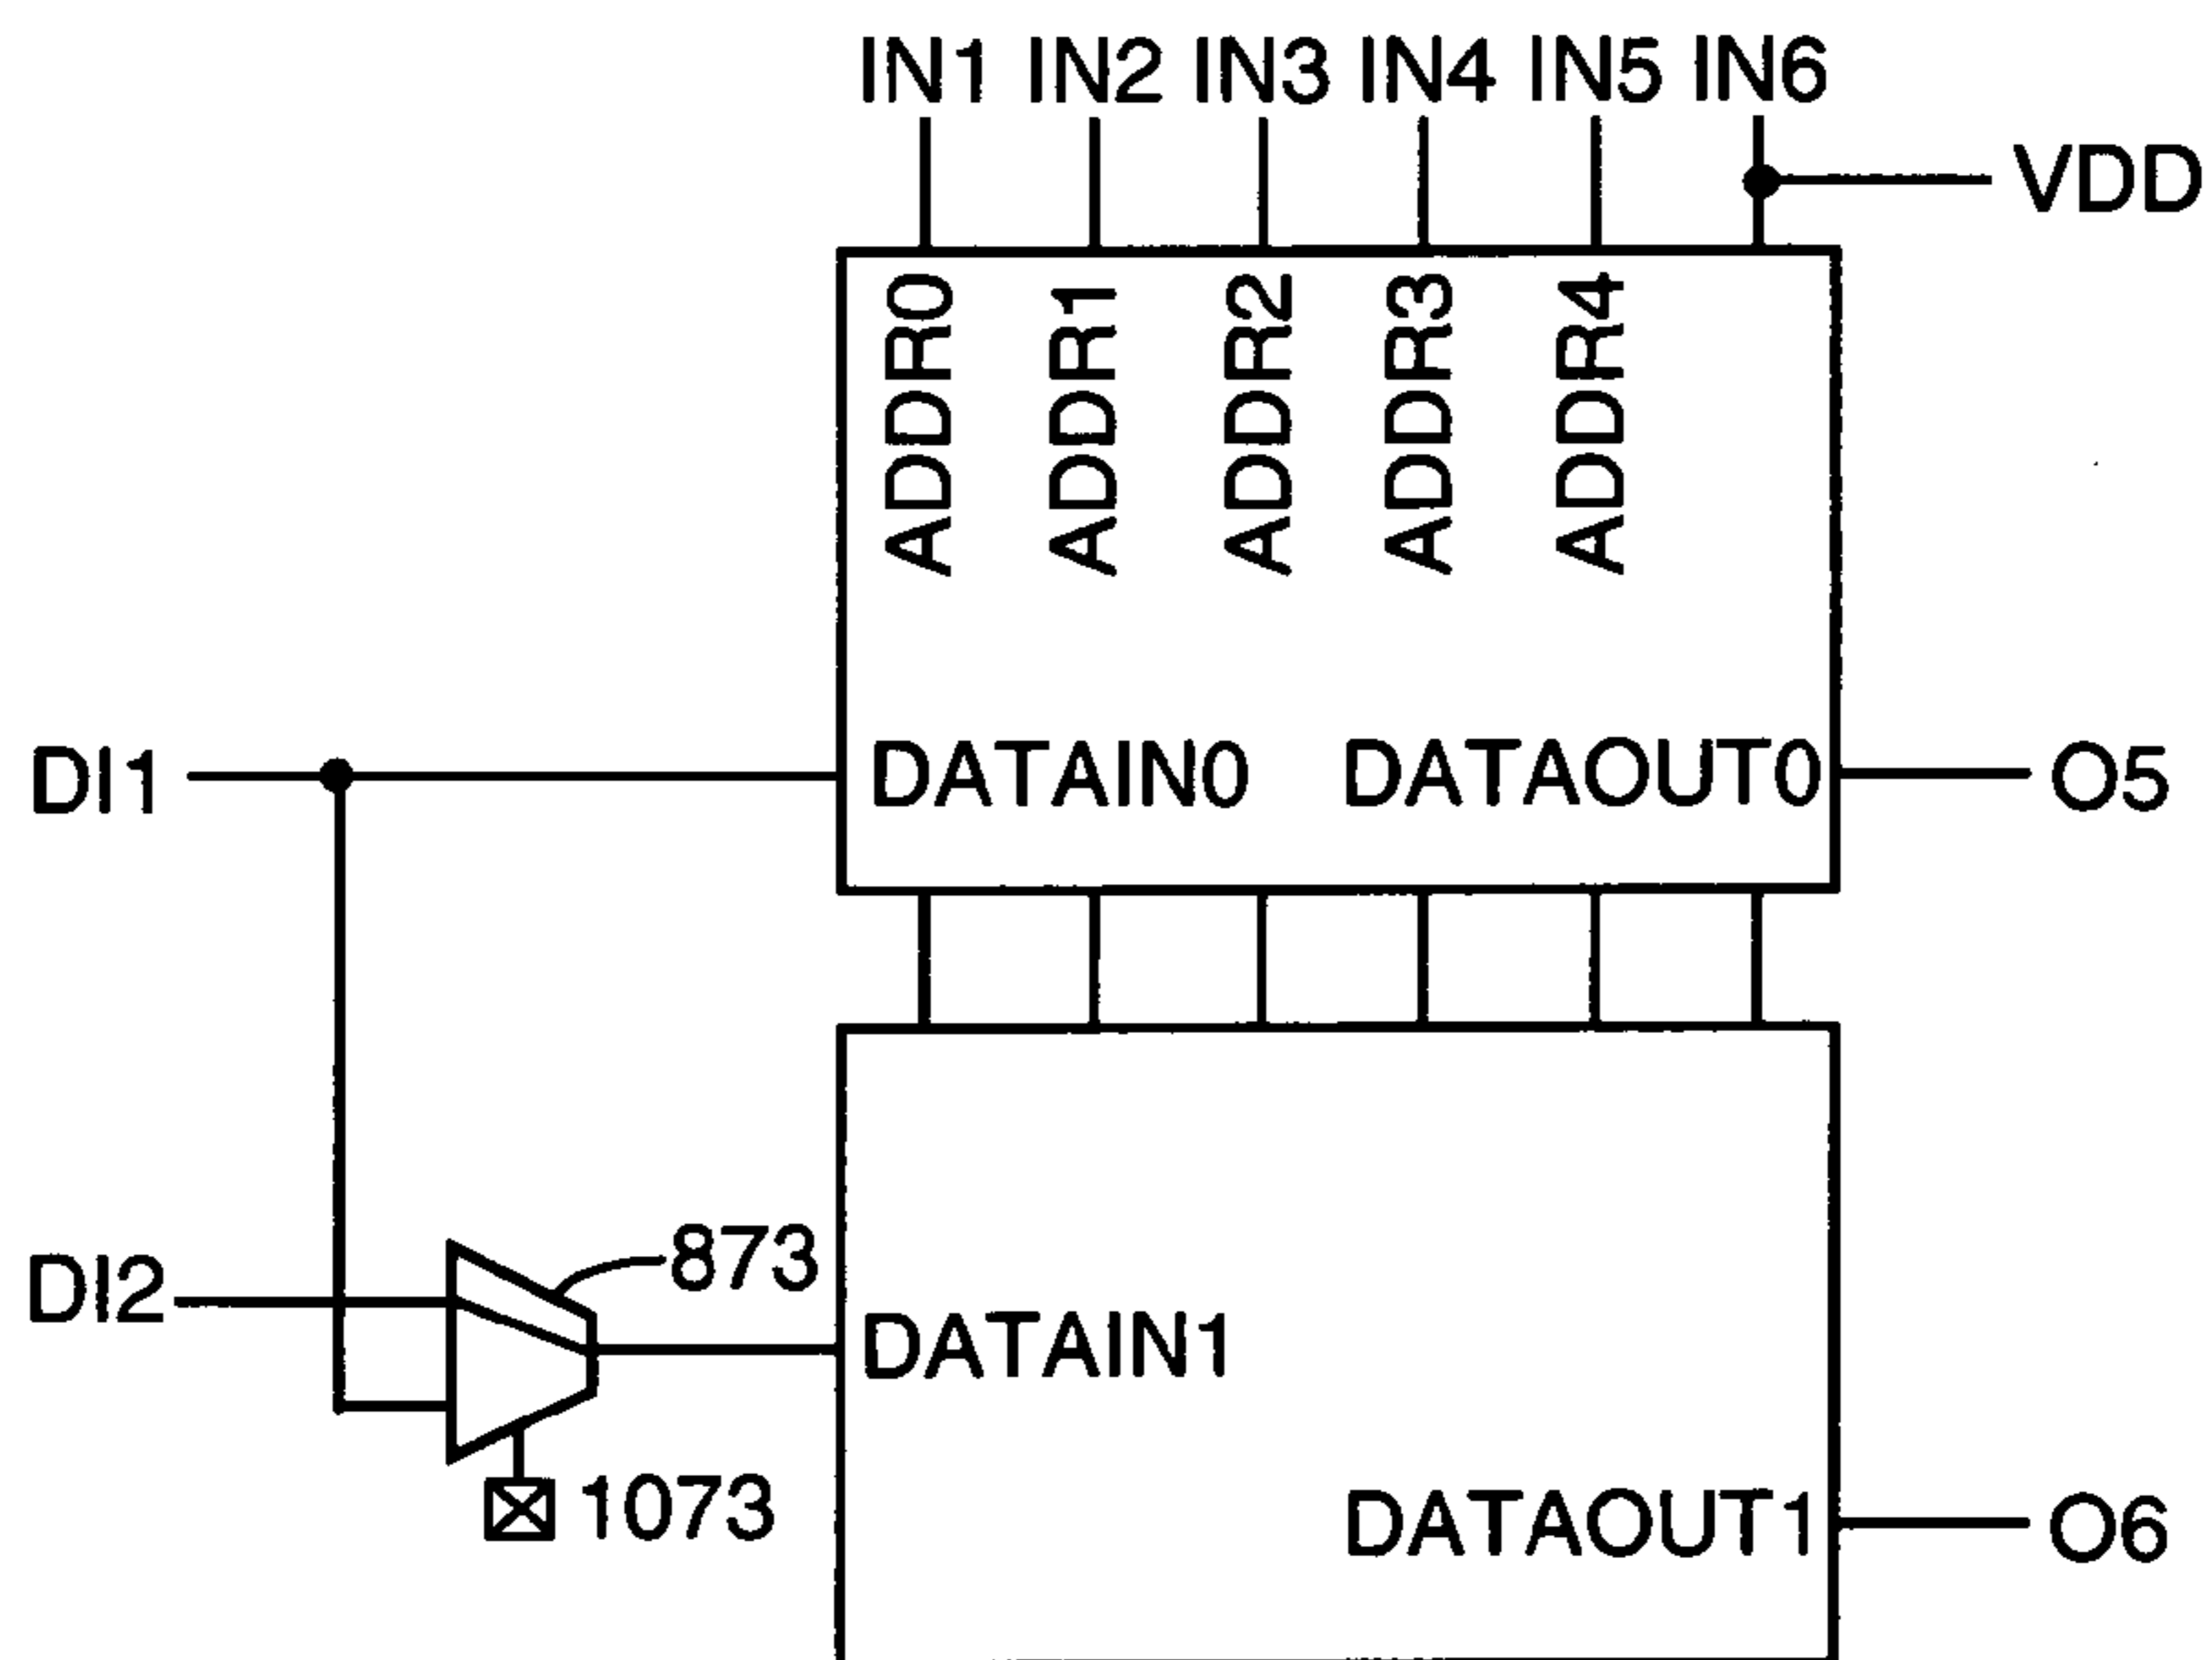 IN1 IN2 IN3 IN4 IN5 IN6
VDD
ADDR0
ADDR1
ADDR2
ADDR3
ADDR4
DI1
DATAIN0
DATAOUT0
O5
DI2
873
DATAIN1
1073
DATAOUT1
O6